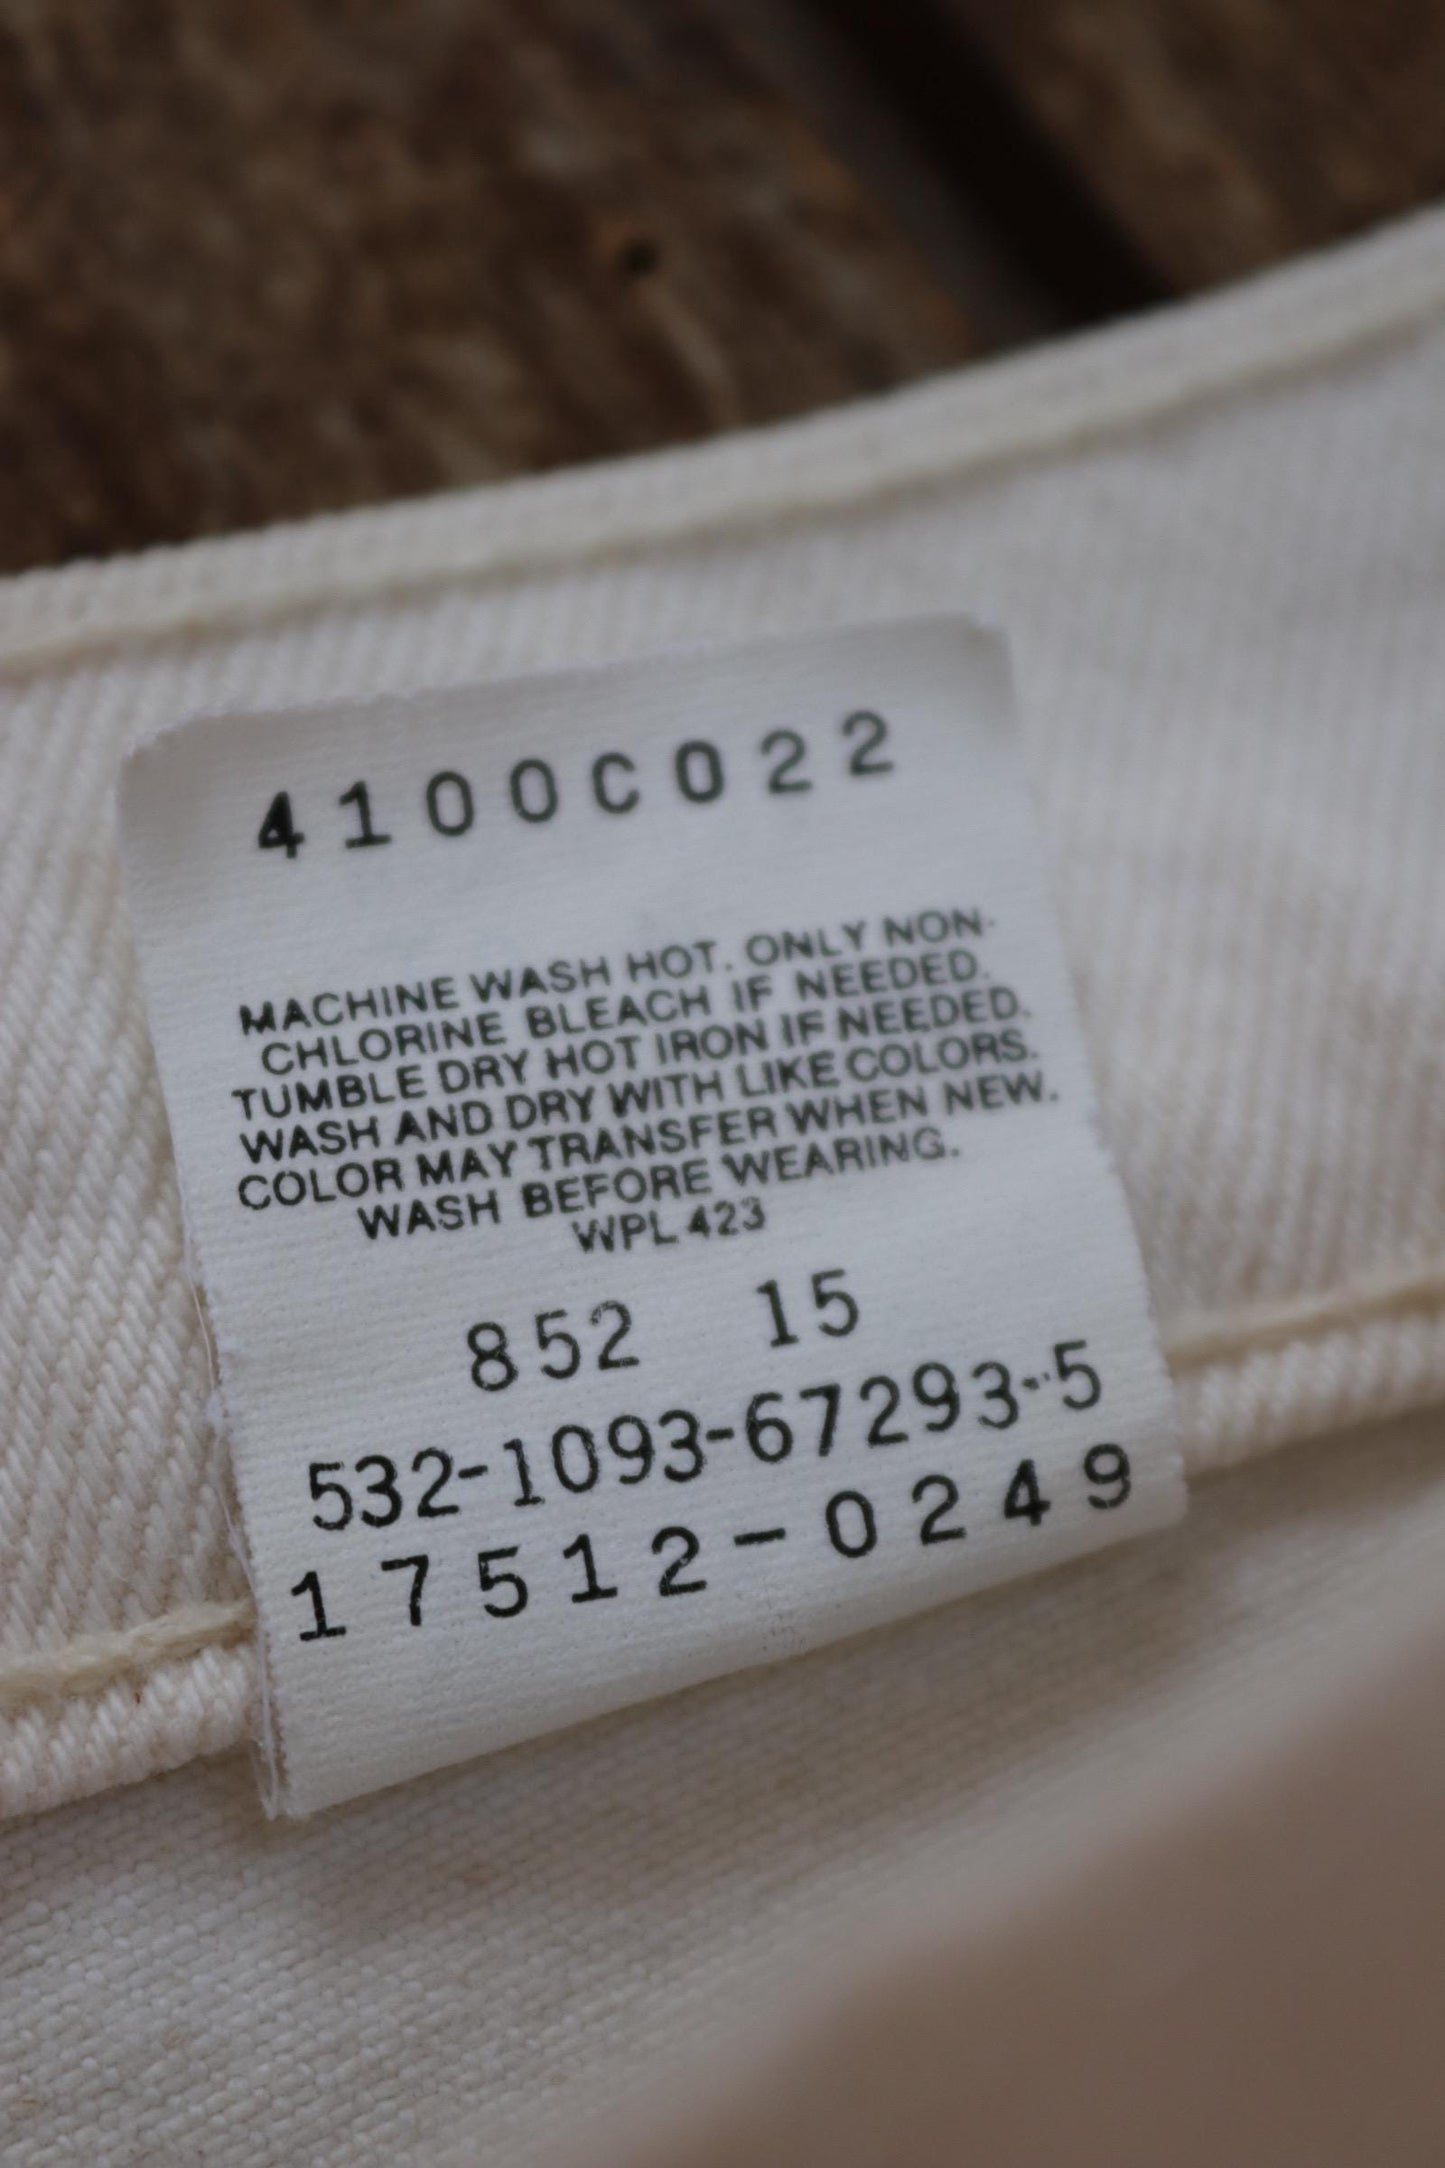 4100C022
MACHINE WASH HOT. ONLY NON-
CHLORINE BLEACH IF NEEDED.
TUMBLE DRY HOT IRON IF NEEDED.
WASH AND DRY WITH LIKE COLORS.
COLOR MAY TRANSFER WHEN NEW.
WASH BEFORE WEARING.
WPL 423
852 15
532-1093-67293-5
17512-0249